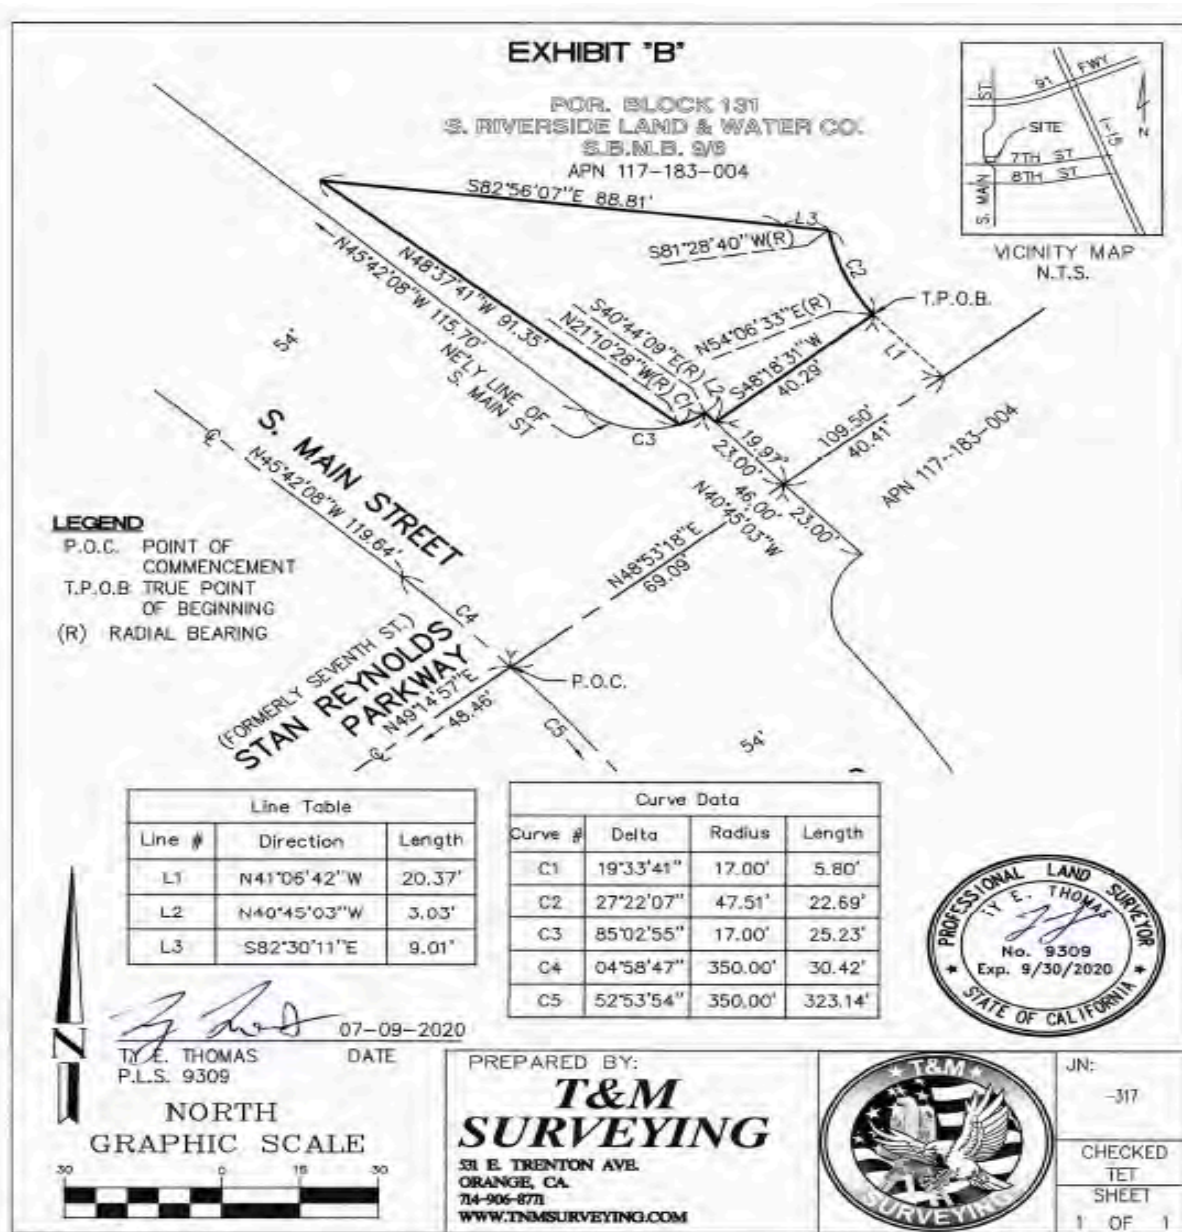 EXHIBIT "B"
POR. BLOCK 131
S. RIVERSIDE LAND & WATER CO.
S.B.M.B. 9/6
APN 117-183-004
S82°56'07"E 88.81'
L3
S81°28'40"W(R)
C2
T.P.O.B.
N48°37'41"W 91.35'
N45°42'08"W 115.70'
NE'LY LINE OF
S. MAIN ST
S40°44'09"E(R)
N21°10'28"W(R)
C1
L2
N54°06'33"E(R)
S48°18'31"W
40.29'
L1
C3
19.97'
23.00'
109.50'
40.41'
APN 117-183-004
46.00'
N40°45'03"W
23.00'
N48°53'18"E
69.09'
54'
S. MAIN STREET
N45°42'08"W 119.64'
C4
(FORMERLY SEVENTH ST.)
STAN REYNOLDS
PARKWAY
N49°14'57"E
48.46'
P.O.C.
C5
54'
91 FWY
ST
SITE
I-15
N
7TH ST
8TH ST
S. MAIN
VICINITY MAP
N.T.S.
LEGEND
P.O.C. POINT OF
COMMENCEMENT
T.P.O.B TRUE POINT
OF BEGINNING
(R) RADIAL BEARING
Line Table
Line # Direction Length
L1 N41°06'42"W 20.37'
L2 N40°45'03"W 3.03'
L3 S82°30'11"E 9.01'
Curve Data
Curve # Delta Radius Length
C1 19°33'41" 17.00' 5.80'
C2 27°22'07" 47.51' 22.69'
C3 85°02'55" 17.00' 25.23'
C4 04°58'47" 350.00' 30.42'
C5 52°53'54" 350.00' 323.14'
PROFESSIONAL LAND SURVEYOR
TY E. THOMAS
No. 9309
Exp. 9/30/2020
STATE OF CALIFORNIA
N
07-09-2020
TY E. THOMAS DATE
P.L.S. 9309
NORTH
GRAPHIC SCALE
30 0 15 30
PREPARED BY:
T&M
SURVEYING
531 E. TRENTON AVE.
ORANGE, CA.
714-906-8771
WWW.TNMSURVEYING.COM
T&M
SURVEYING
JN:
-317
CHECKED
TET
SHEET
1 OF 1